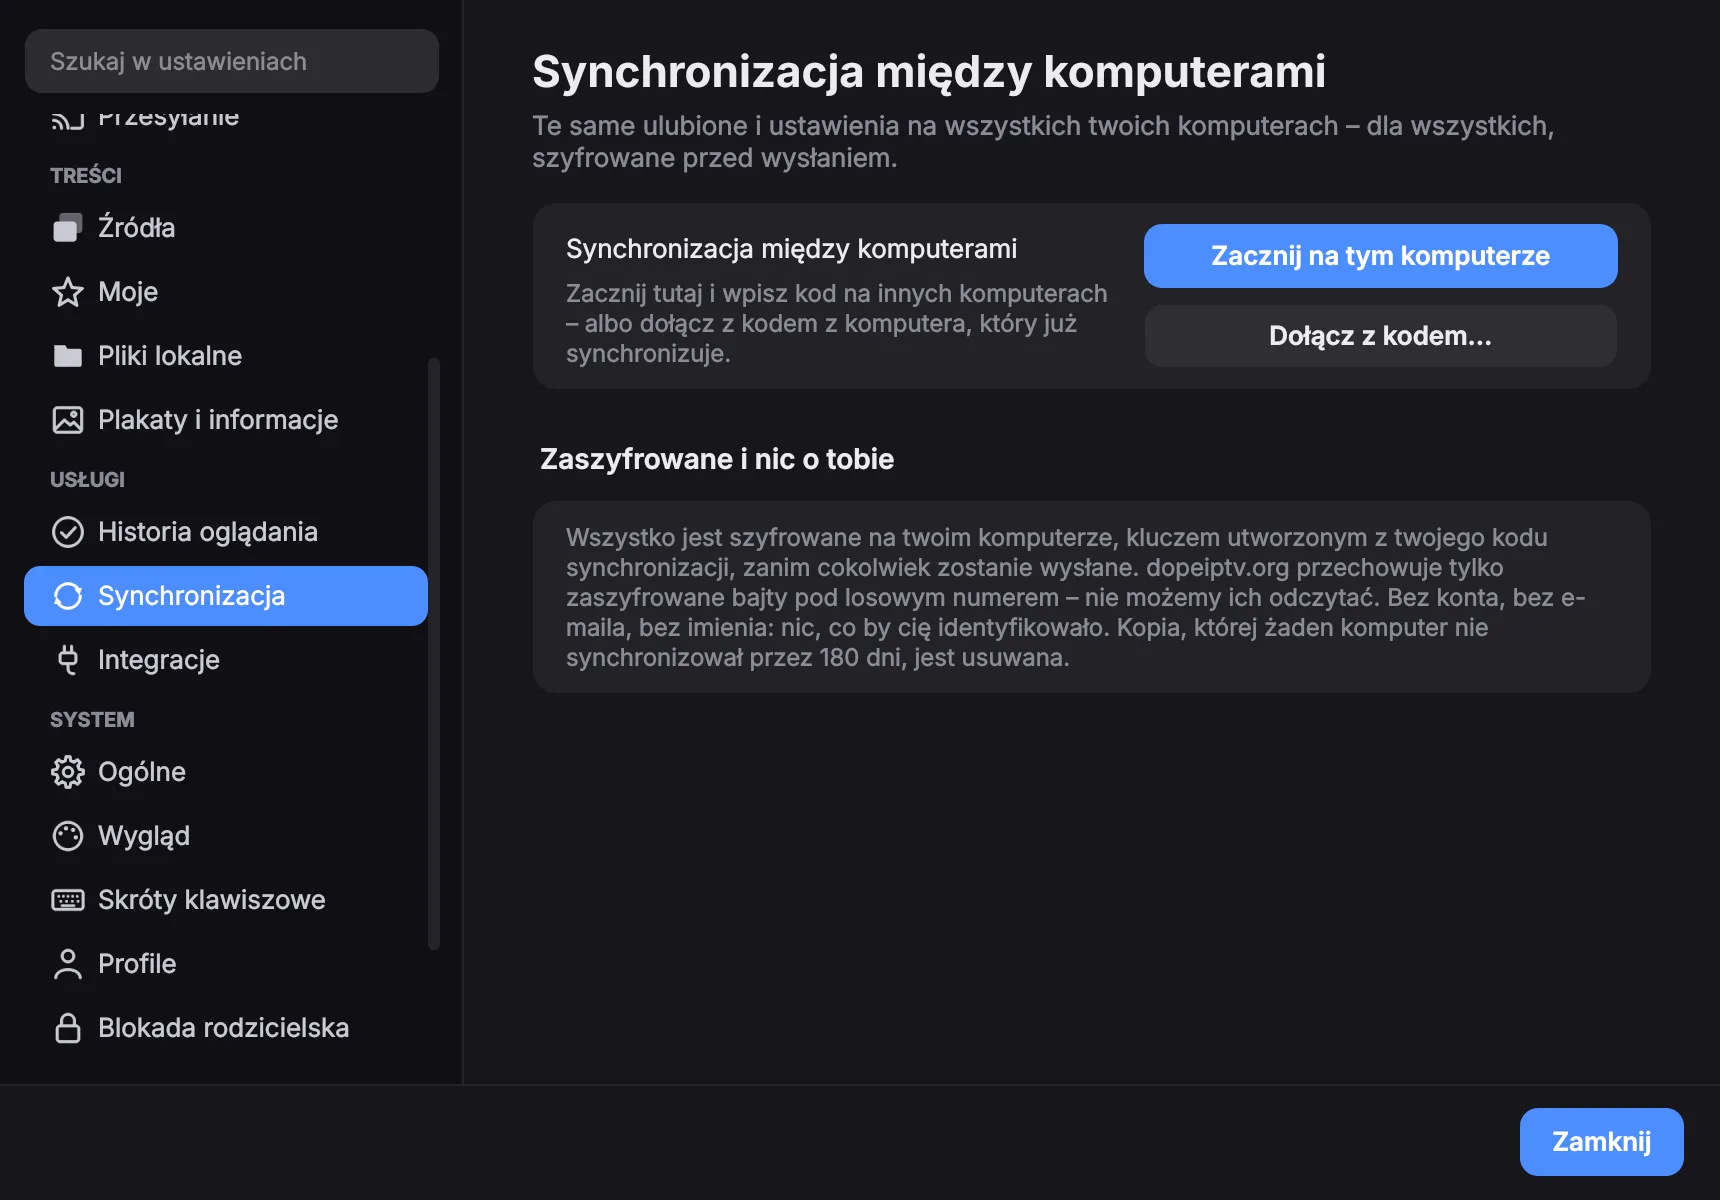 Szukaj w ustawieniach
Przesyłanie
TREŚCI
Źródła
Moje
Pliki lokalne
Plakaty i informacje
USŁUGI
Historia oglądania
Synchronizacja
Integracje
SYSTEM
Ogólne
Wygląd
Skróty klawiszowe
Profile
Blokada rodzicielska
Synchronizacja między komputerami
Te same ulubione i ustawienia na wszystkich twoich komputerach – dla wszystkich,
szyfrowane przed wysłaniem.
Synchronizacja między komputerami
Zacznij tutaj i wpisz kod na innych komputerach
– albo dołącz z kodem z komputera, który już
synchronizuje.
Zacznij na tym komputerze
Dołącz z kodem...
Zaszyfrowane i nic o tobie
Wszystko jest szyfrowane na twoim komputerze, kluczem utworzonym z twojego kodu
synchronizacji, zanim cokolwiek zostanie wysłane. dopeiptv.org przechowuje tylko
zaszyfrowane bajty pod losowym numerem – nie możemy ich odczytać. Bez konta, bez e-
maila, bez imienia: nic, co by cię identyfikowało. Kopia, której żaden komputer nie
synchronizował przez 180 dni, jest usuwana.
Zamknij